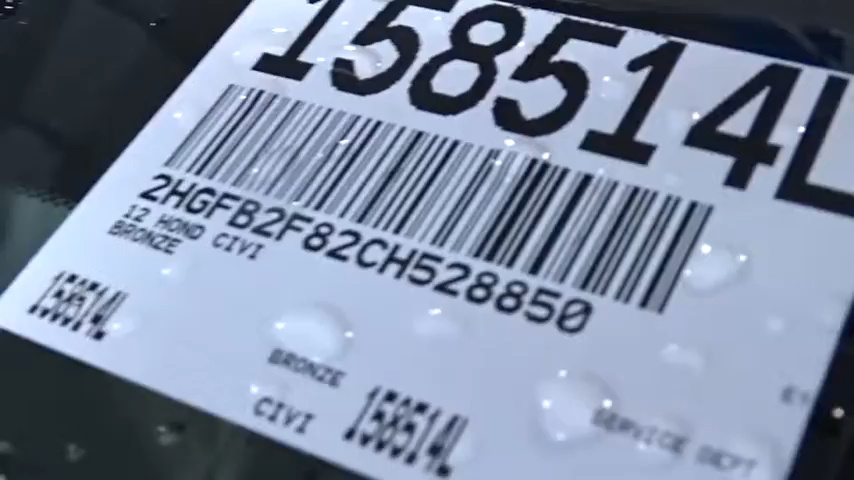 158514L
2HGFB2F82CH528850
12 HOND CIVI
BRONZE
158514L
BRONZE
CIVI
158514L
SERVICE DEPT